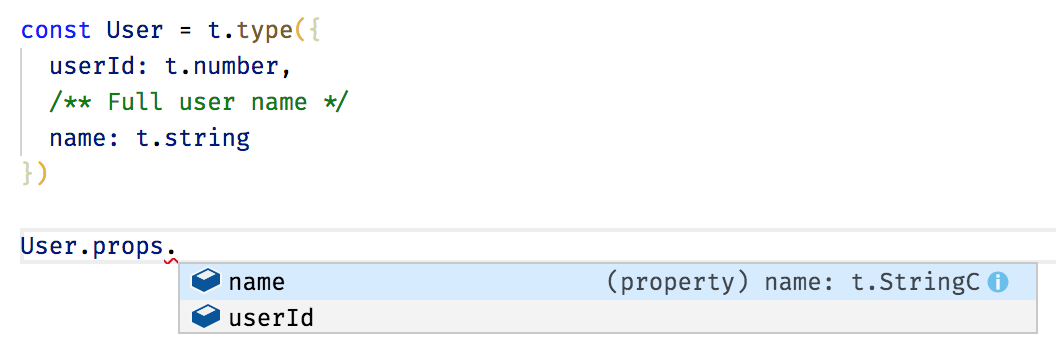 const User = t.type({
userId: t.number,
/** Full user name */
name: t.string
})
User.props.
name (property) name: t.StringC
userId